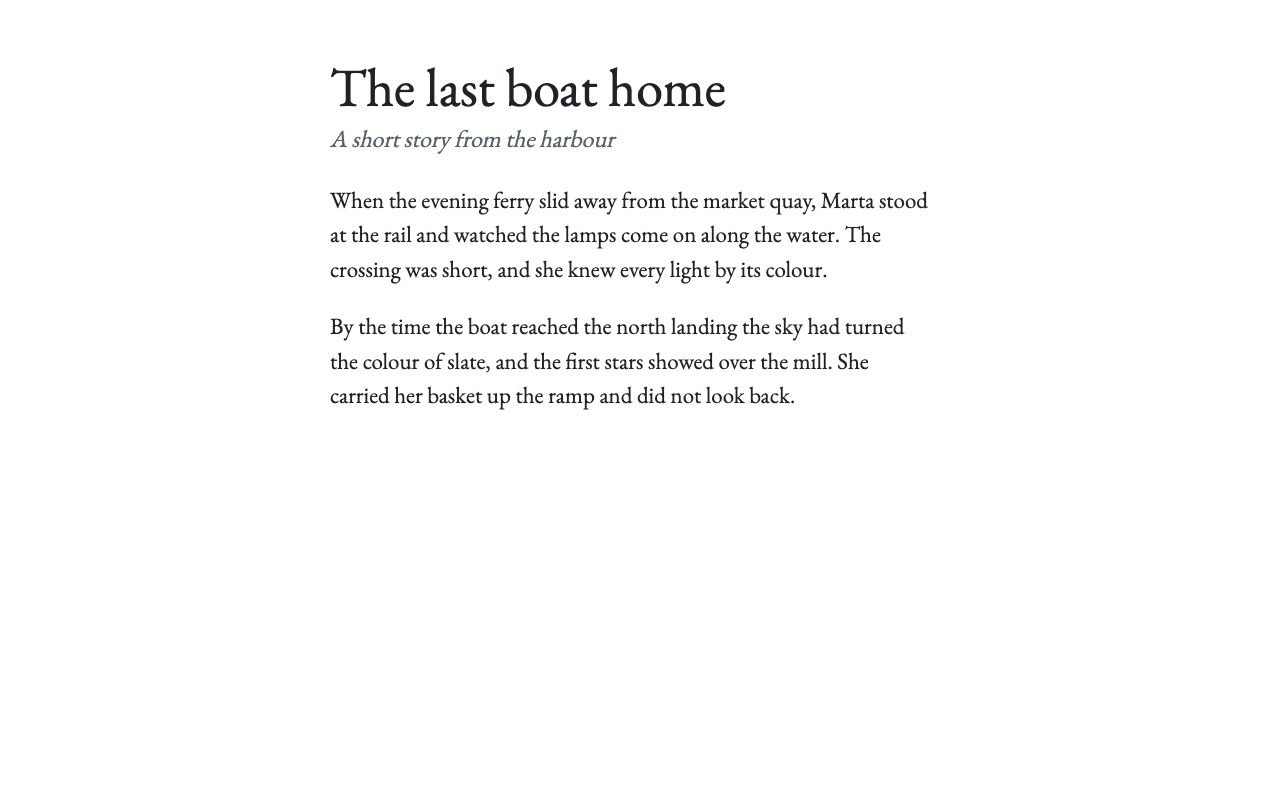 The last boat home
A short story from the harbour
When the evening ferry slid away from the market quay, Marta stood
at the rail and watched the lamps come on along the water. The
crossing was short, and she knew every light by its colour.
By the time the boat reached the north landing the sky had turned
the colour of slate, and the first stars showed over the mill. She
carried her basket up the ramp and did not look back.